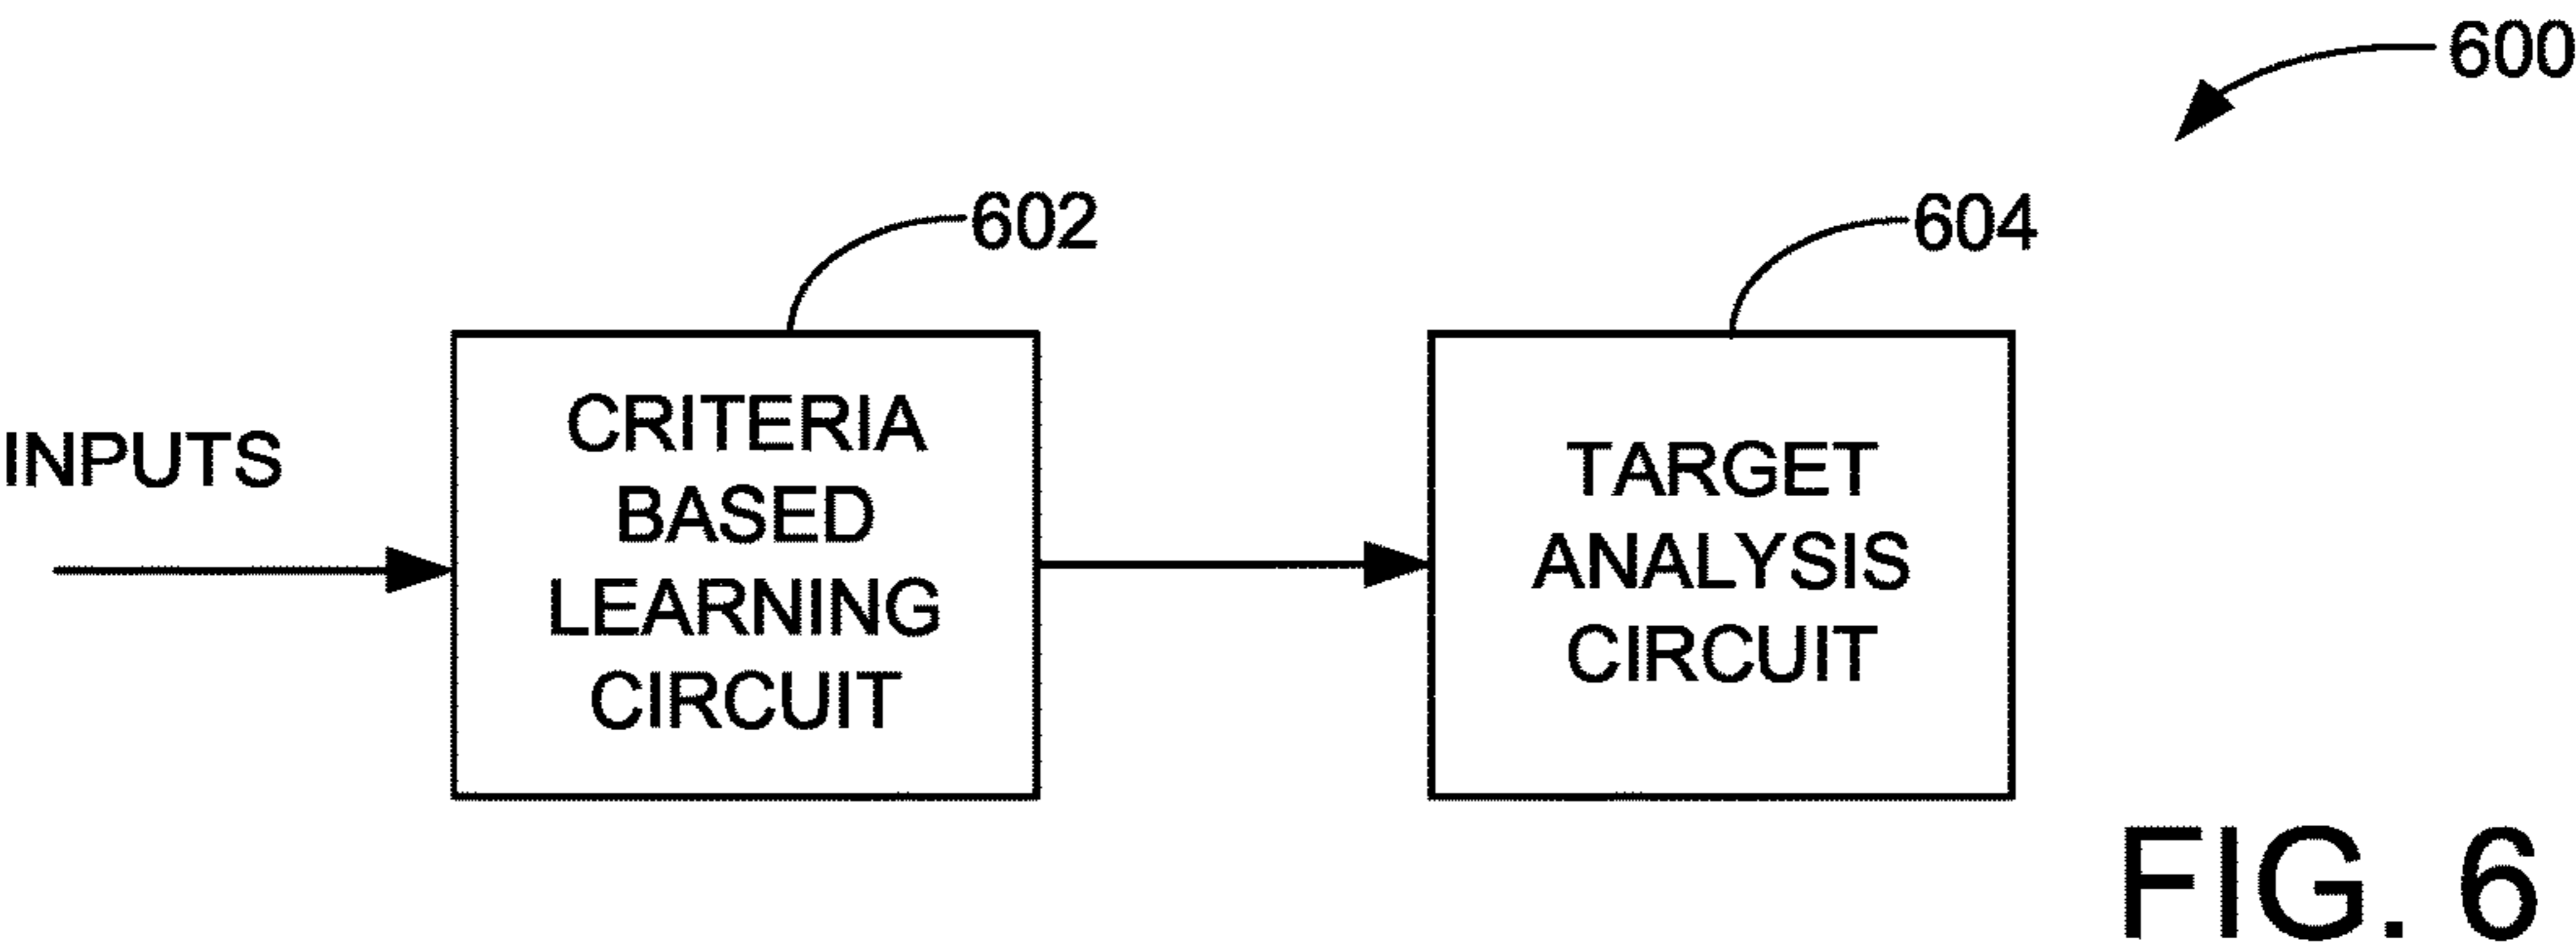 600
602
604
INPUTS
CRITERIA
BASED
LEARNING
CIRCUIT
TARGET
ANALYSIS
CIRCUIT
FIG. 6